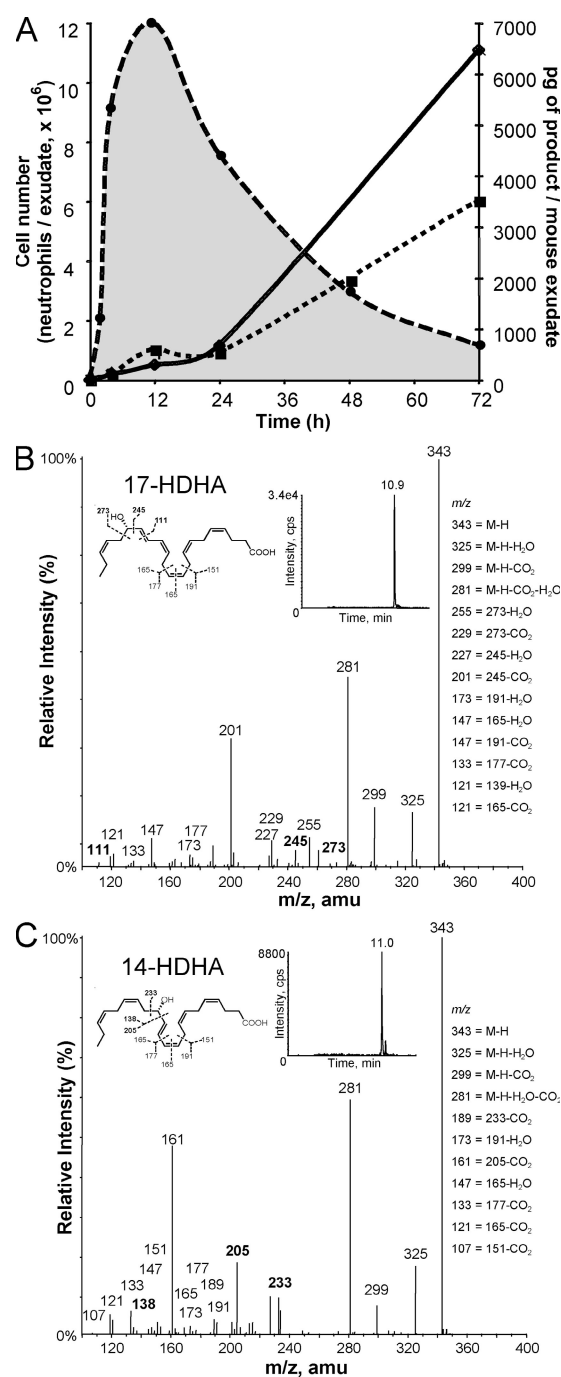 A
Cell number
(neutrophils / exudate, x 10⁶)
12
10
8
6
4
2
0
7000
6000
5000
4000
3000
2000
1000
0
pg of product / mouse exudate
0 12 24 36 48 60 72
Time (h)
B
100%
Relative Intensity (%)
0%
17-HDHA
273
HO
245
111
COOH
165
151
177
191
165
3.4e4
Intensity, cps
0
10.9
Time, min
343
281
201
299
325
111
121
133
147
173
177
227
229
245
255
273
m/z
343 = M-H
325 = M-H-H₂O
299 = M-H-CO₂
281 = M-H-CO₂-H₂O
255 = 273-H₂O
229 = 273-CO₂
227 = 245-H₂O
201 = 245-CO₂
173 = 191-H₂O
147 = 165-H₂O
147 = 191-CO₂
133 = 177-CO₂
121 = 139-H₂O
121 = 165-CO₂
120 160 200 240 280 320 360 400
m/z, amu
C
100%
Relative Intensity (%)
0%
14-HDHA
233
OH
138
205
COOH
165
151
177
191
165
8800
Intensity, cps
0
11.0
Time, min
343
281
161
151
147
133
121
107
138
165
173
177
189
191
205
233
299
325
m/z
343 = M-H
325 = M-H-H₂O
299 = M-H-CO₂
281 = M-H-H₂O-CO₂
189 = 233-CO₂
173 = 191-H₂O
161 = 205-CO₂
147 = 165-H₂O
133 = 177-CO₂
121 = 165-CO₂
107 = 151-CO₂
120 160 200 240 280 320 360 400
m/z, amu